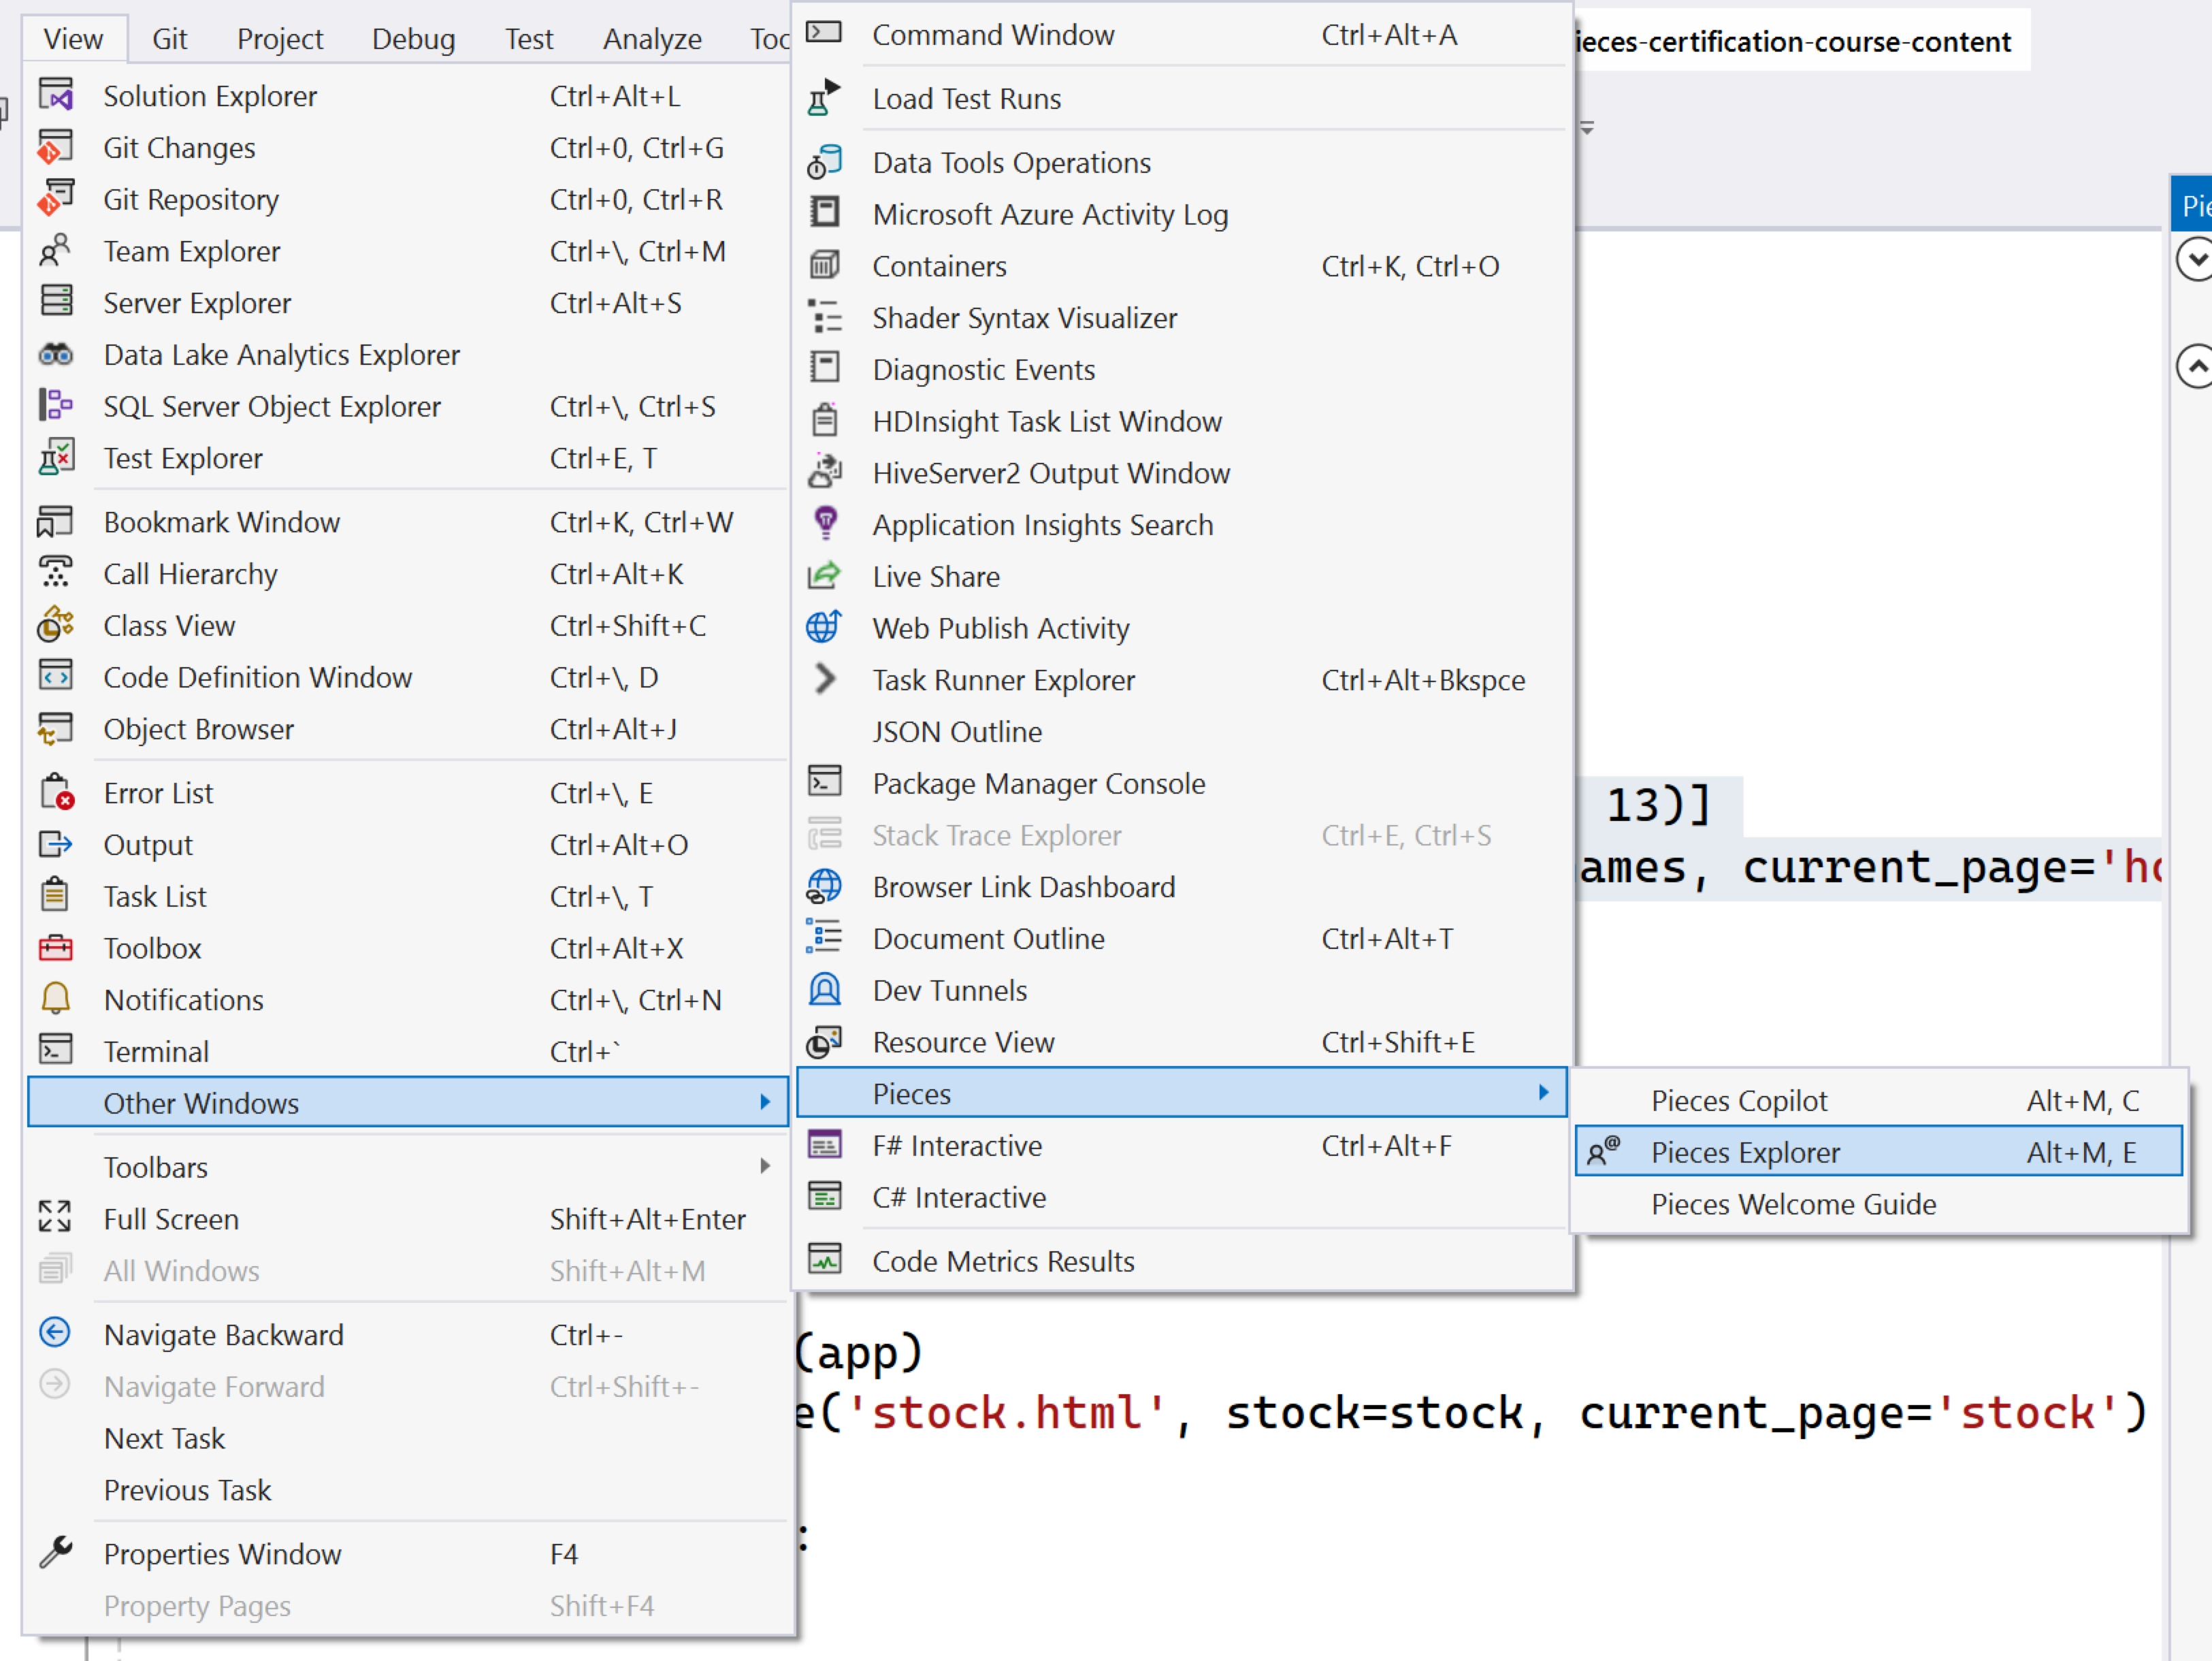 View Git Project Debug Test Analyze Too
Solution Explorer Ctrl+Alt+L
Git Changes Ctrl+0, Ctrl+G
Git Repository Ctrl+0, Ctrl+R
Team Explorer Ctrl+\, Ctrl+M
Server Explorer Ctrl+Alt+S
Data Lake Analytics Explorer
SQL Server Object Explorer Ctrl+\, Ctrl+S
Test Explorer Ctrl+E, T
Bookmark Window Ctrl+K, Ctrl+W
Call Hierarchy Ctrl+Alt+K
Class View Ctrl+Shift+C
Code Definition Window Ctrl+\, D
Object Browser Ctrl+Alt+J
Error List Ctrl+\, E
Output Ctrl+Alt+O
Task List Ctrl+\, T
Toolbox Ctrl+Alt+X
Notifications Ctrl+\, Ctrl+N
Terminal Ctrl+`
Other Windows
Toolbars
Full Screen Shift+Alt+Enter
All Windows Shift+Alt+M
Navigate Backward Ctrl+-
Navigate Forward Ctrl+Shift+-
Next Task
Previous Task
Properties Window F4
Property Pages Shift+F4
Command Window Ctrl+Alt+A
Load Test Runs
Data Tools Operations
Microsoft Azure Activity Log
Containers Ctrl+K, Ctrl+O
Shader Syntax Visualizer
Diagnostic Events
HDInsight Task List Window
HiveServer2 Output Window
Application Insights Search
Live Share
Web Publish Activity
Task Runner Explorer Ctrl+Alt+Bkspce
JSON Outline
Package Manager Console
Stack Trace Explorer Ctrl+E, Ctrl+S
Browser Link Dashboard
Document Outline Ctrl+Alt+T
Dev Tunnels
Resource View Ctrl+Shift+E
Pieces
F# Interactive Ctrl+Alt+F
C# Interactive
Code Metrics Results
Pieces Copilot Alt+M, C
Pieces Explorer Alt+M, E
Pieces Welcome Guide
ieces-certification-course-content
Pie
13)]
ames, current_page='ho
(app)
e('stock.html', stock=stock, current_page='stock')
: